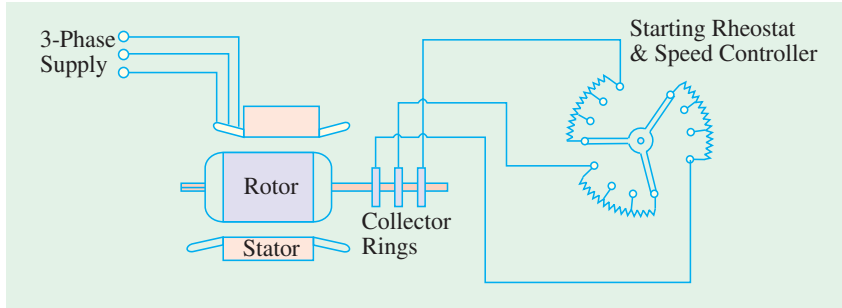 3-Phase
Supply
Starting Rheostat
& Speed Controller
Rotor
Collector
Rings
Stator